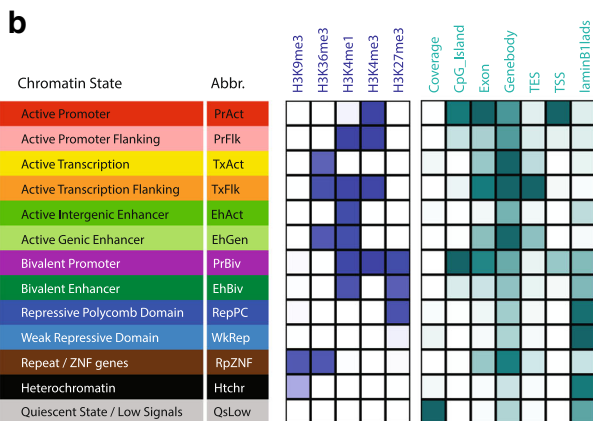 b
H3K9me3 H3K36me3 H3K4me1 H3K4me3 H3K27me3 Coverage CpG_Island Exon Genebody TES TSS laminB1lads
Chromatin State Abbr.
Active Promoter PrAct
Active Promoter Flanking PrFlk
Active Transcription TxAct
Active Transcription Flanking TxFlk
Active Intergenic Enhancer EhAct
Active Genic Enhancer EhGen
Bivalent Promoter PrBiv
Bivalent Enhancer EhBiv
Repressive Polycomb Domain RepPC
Weak Repressive Domain WkRep
Repeat / ZNF genes RpZNF
Heterochromatin Htchr
Quiescent State / Low Signals QsLow